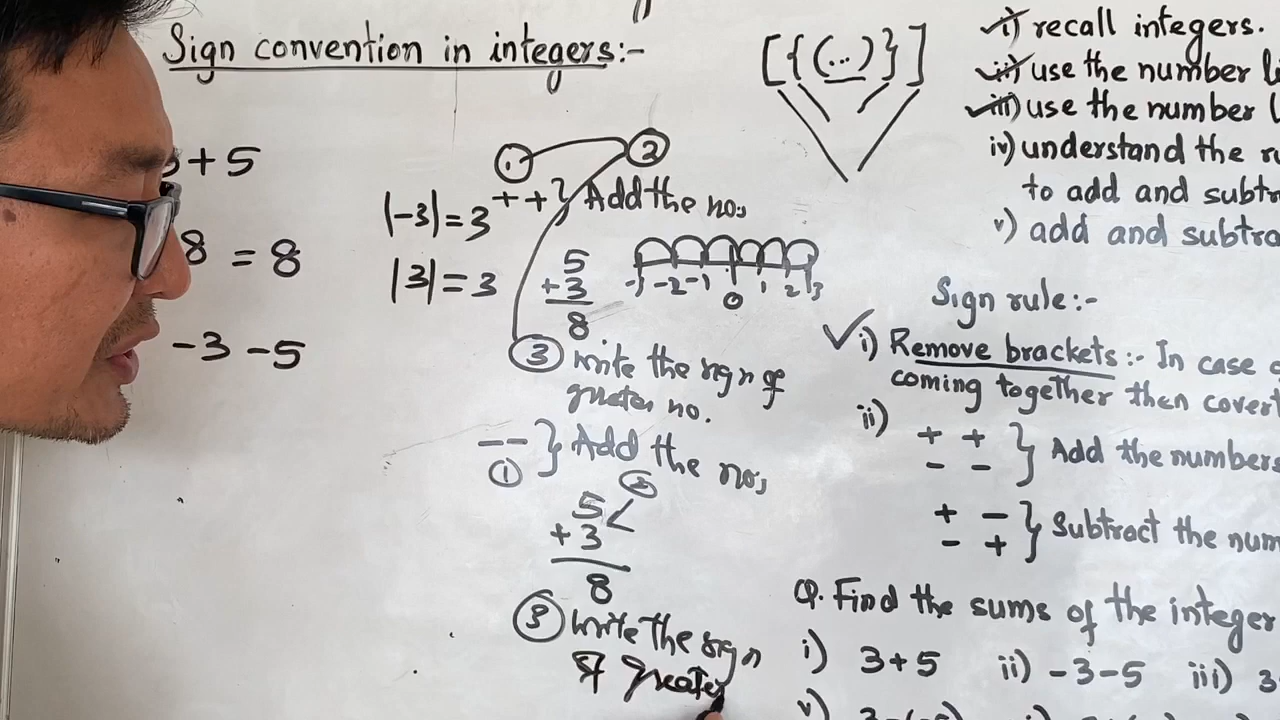 Sign convention in integers:-
+ 5
8 = 8
-3 -5
|-3| = 3
|3| = 3
1 2
+ + } Add the nos
5
+ 3
8
-3 -2 -1 0 1 2 3
3 write the sign of
greater no.
- - } Add the nos
1 2
5
+ 3
8
3 write the sign
of greater
[{(...)}]
i) recall integers.
ii) use the number
iii) use the number
iv) understand the
to add and
v) add and
Sign rule:-
i) Remove brackets:- In case
coming together then
ii)
+ +
- - } Add the numbers
+ -
- + } Subtract the
Q. Find the sums of the integer
i) 3+5 ii) -3-5 iii) 3
v)